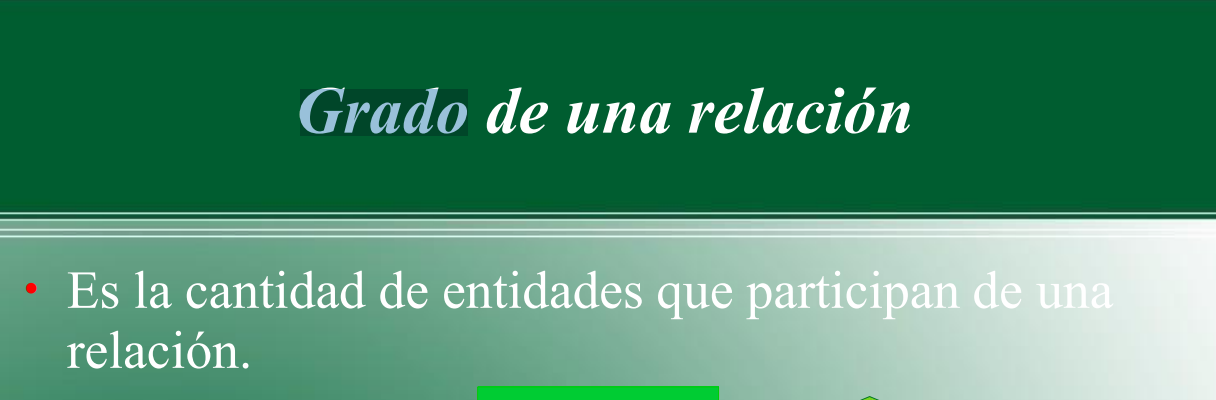 Grado de una relación
• Es la cantidad de entidades que participan de una
relación.